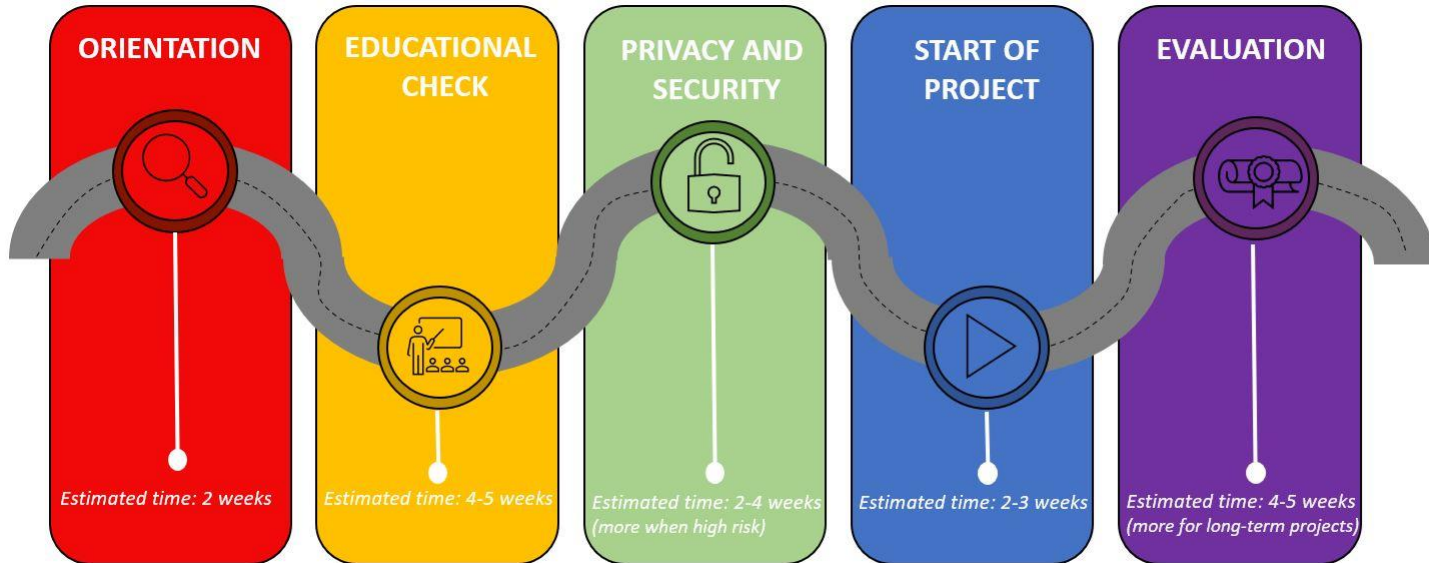 ORIENTATION
Estimated time: 2 weeks
EDUCATIONAL
CHECK
Estimated time: 4-5 weeks
PRIVACY AND
SECURITY
Estimated time: 2-4 weeks
(more when high risk)
START OF
PROJECT
Estimated time: 2-3 weeks
EVALUATION
Estimated time: 4-5 weeks
(more for long-term projects)